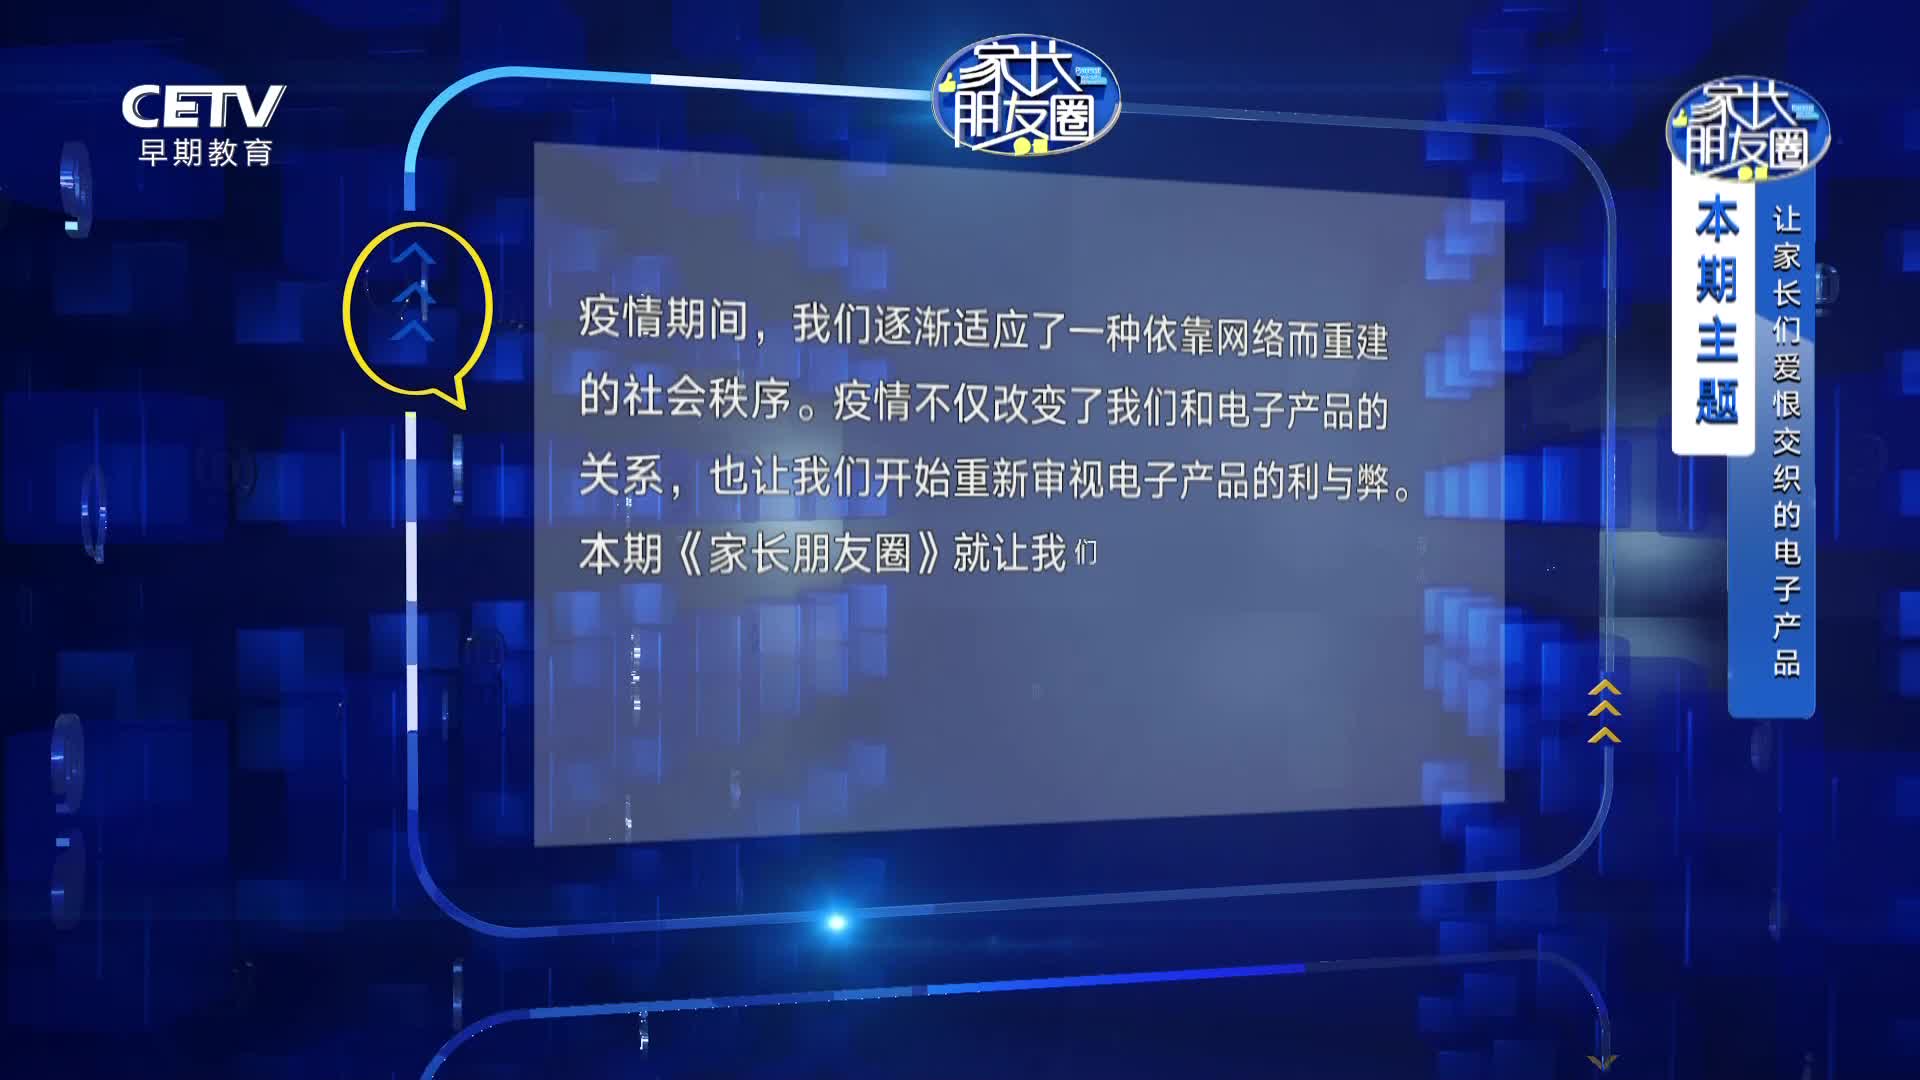 CETV
早期教育
家长
朋友圈
疫情期间，我们逐渐适应了一种依靠网络而重建
的社会秩序。疫情不仅改变了我们和电子产品的
关系，也让我们开始重新审视电子产品的利与弊。
本期《家长朋友圈》就让我们
家长
朋友圈
本期主题
让家长们爱恨交织的电子产品